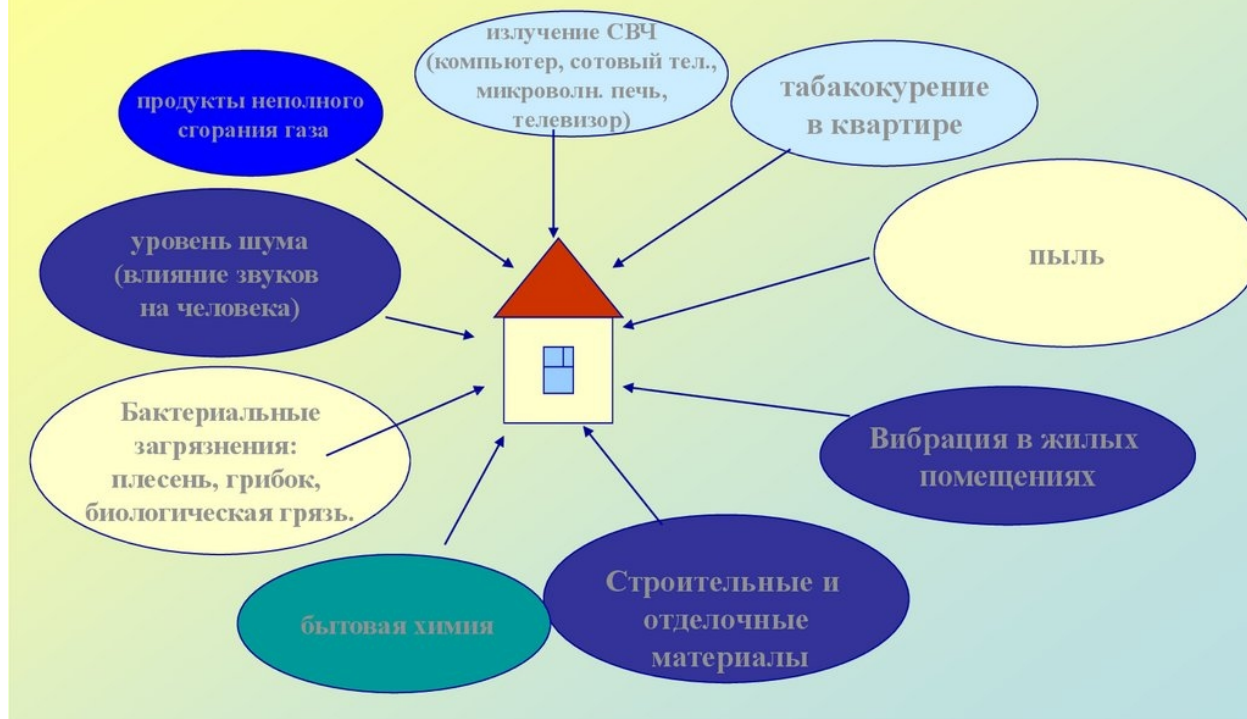 излучение СВЧ
(компьютер, сотовый тел.,
микроволн. печь,
телевизор)
продукты неполного
сгорания газа
табакокурение
в квартире
уровень шума
(влияние звуков
на человека)
пыль
Бактериальные
загрязнения:
плесень, грибок,
биологическая грязь.
Вибрация в жилых
помещениях
бытовая химия
Строительные и
отделочные
материалы